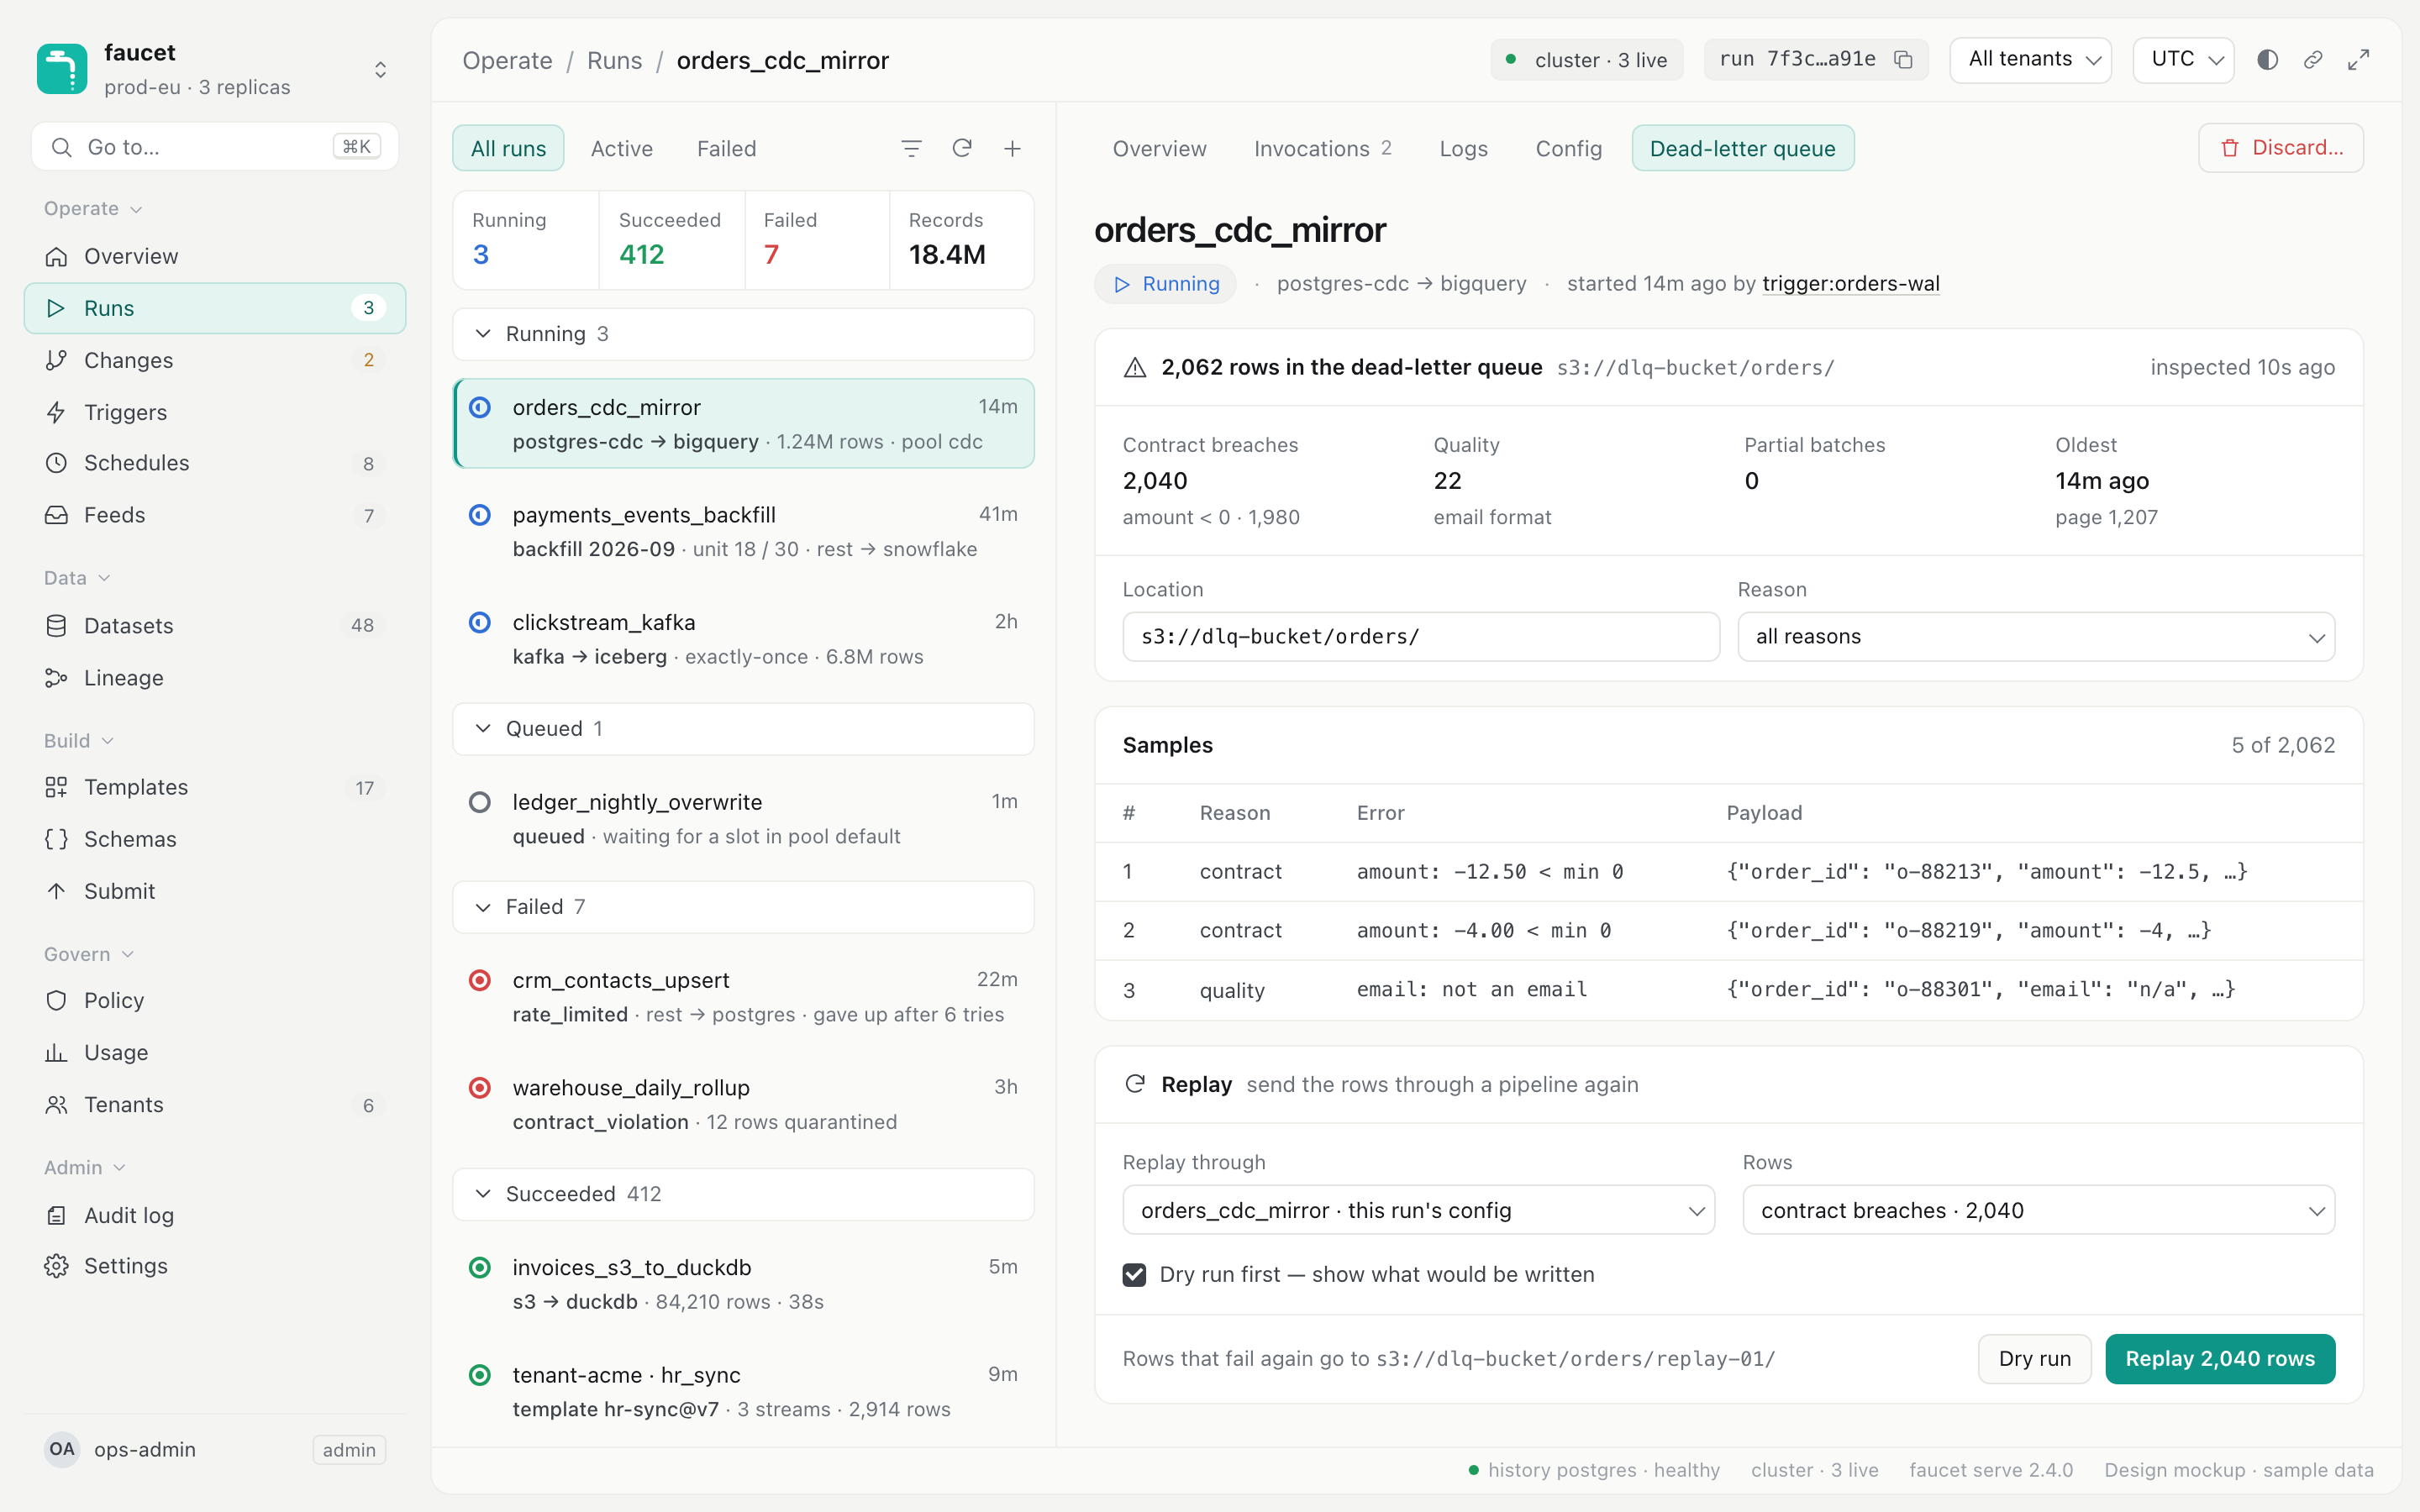 faucet
prod-eu · 3 replicas
Go to... ⌘K
Operate
Overview
Runs 3
Changes 2
Triggers
Schedules 8
Feeds 7
Data
Datasets 48
Lineage
Build
Templates 17
Schemas
Submit
Govern
Policy
Usage
Tenants 6
Admin
Audit log
Settings
OA ops-admin admin
Operate / Runs / orders_cdc_mirror
cluster · 3 live
run 7f3c…a91e
All tenants
UTC
All runs Active Failed
Running Succeeded Failed Records
3 412 7 18.4M
Running 3
orders_cdc_mirror 14m
postgres-cdc → bigquery · 1.24M rows · pool cdc
payments_events_backfill 41m
backfill 2026-09 · unit 18 / 30 · rest → snowflake
clickstream_kafka 2h
kafka → iceberg · exactly-once · 6.8M rows
Queued 1
ledger_nightly_overwrite 1m
queued · waiting for a slot in pool default
Failed 7
crm_contacts_upsert 22m
rate_limited · rest → postgres · gave up after 6 tries
warehouse_daily_rollup 3h
contract_violation · 12 rows quarantined
Succeeded 412
invoices_s3_to_duckdb 5m
s3 → duckdb · 84,210 rows · 38s
tenant-acme · hr_sync 9m
template hr-sync@v7 · 3 streams · 2,914 rows
Overview Invocations 2 Logs Config Dead-letter queue Discard...
orders_cdc_mirror
Running · postgres-cdc → bigquery · started 14m ago by trigger:orders-wal
2,062 rows in the dead-letter queue s3://dlq-bucket/orders/ inspected 10s ago
Contract breaches Quality Partial batches Oldest
2,040 22 0 14m ago
amount < 0 · 1,980 email format page 1,207
Location Reason
s3://dlq-bucket/orders/ all reasons
Samples 5 of 2,062
# Reason Error Payload
1 contract amount: −12.50 < min 0 {"order_id": "o-88213", "amount": −12.5, …}
2 contract amount: −4.00 < min 0 {"order_id": "o-88219", "amount": −4, …}
3 quality email: not an email {"order_id": "o-88301", "email": "n/a", …}
Replay send the rows through a pipeline again
Replay through Rows
orders_cdc_mirror · this run's config contract breaches · 2,040
Dry run first — show what would be written
Rows that fail again go to s3://dlq-bucket/orders/replay-01/ Dry run Replay 2,040 rows
history postgres · healthy cluster · 3 live faucet serve 2.4.0 Design mockup · sample data